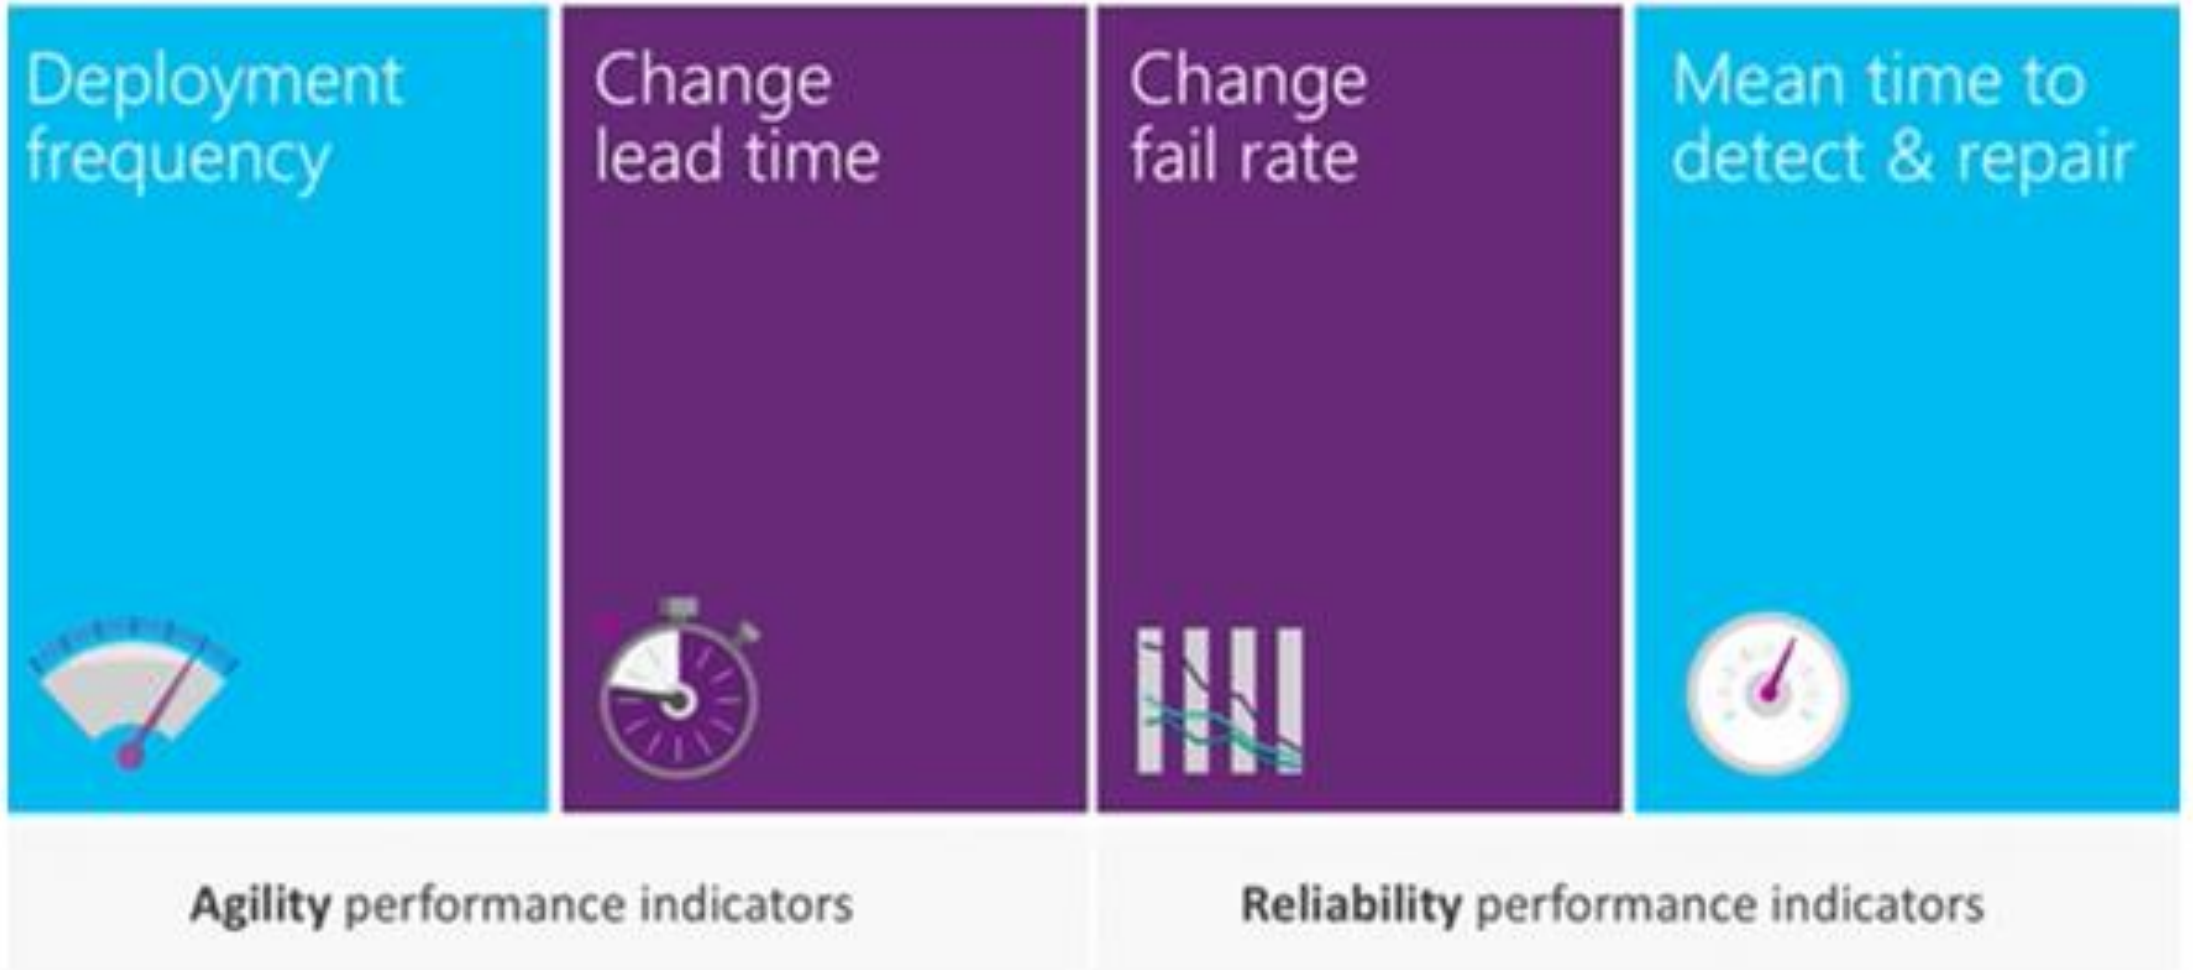 Deployment
frequency
Change
lead time
Change
fail rate
Mean time to
detect & repair
Agility performance indicators
Reliability performance indicators